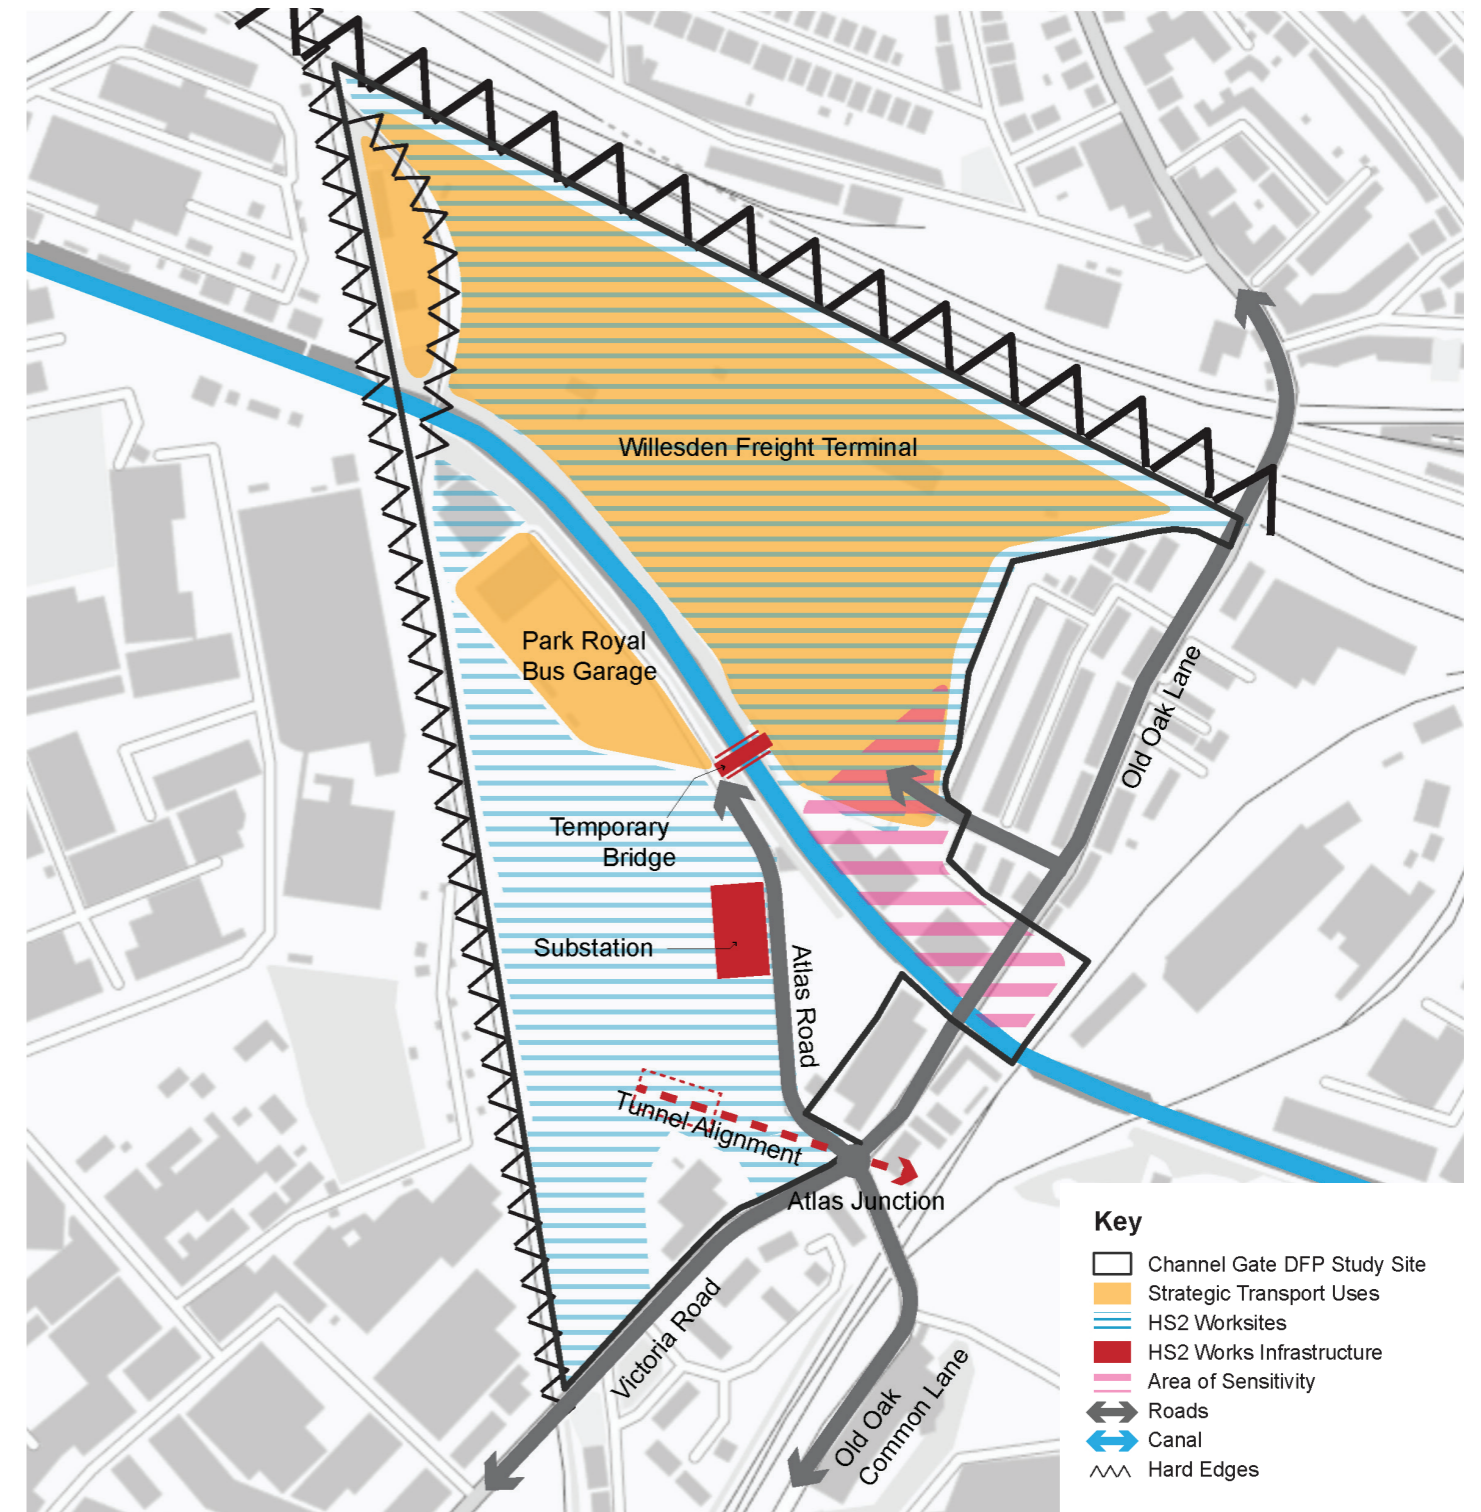 Willesden Freight Terminal
Park Royal
Bus Garage
Old Oak Lane
Temporary
Bridge
Substation
Atlas Road
Tunnel Alignment
Atlas Junction
Victoria Road
Old Oak
Common Lane
Key
Channel Gate DFP Study Site
Strategic Transport Uses
HS2 Worksites
HS2 Works Infrastructure
Area of Sensitivity
Roads
Canal
Hard Edges